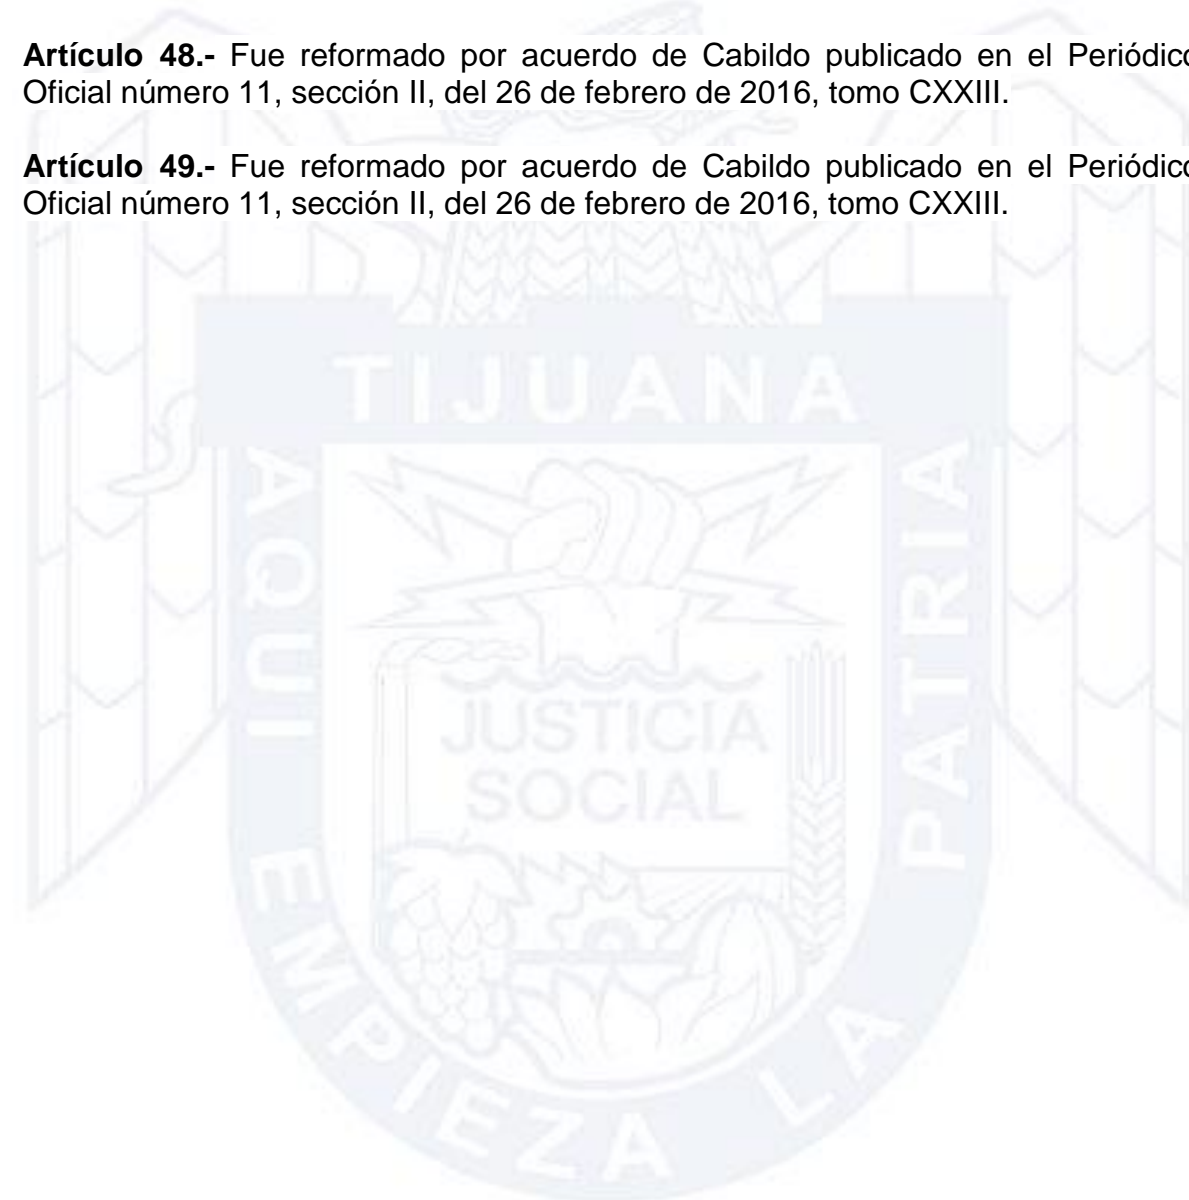 Artículo 48.- Fue reformado por acuerdo de Cabildo publicado en el Periódico
Oficial número 11, sección II, del 26 de febrero de 2016, tomo CXXIII.
Artículo 49.- Fue reformado por acuerdo de Cabildo publicado en el Periódico
Oficial número 11, sección II, del 26 de febrero de 2016, tomo CXXIII.
TIJUANA
AQUI EMPIEZA LA PATRIA
JUSTICIA
SOCIAL